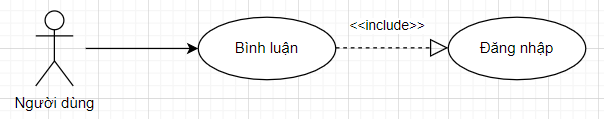 <<include>>
Bình luận
Đăng nhập
Người dùng